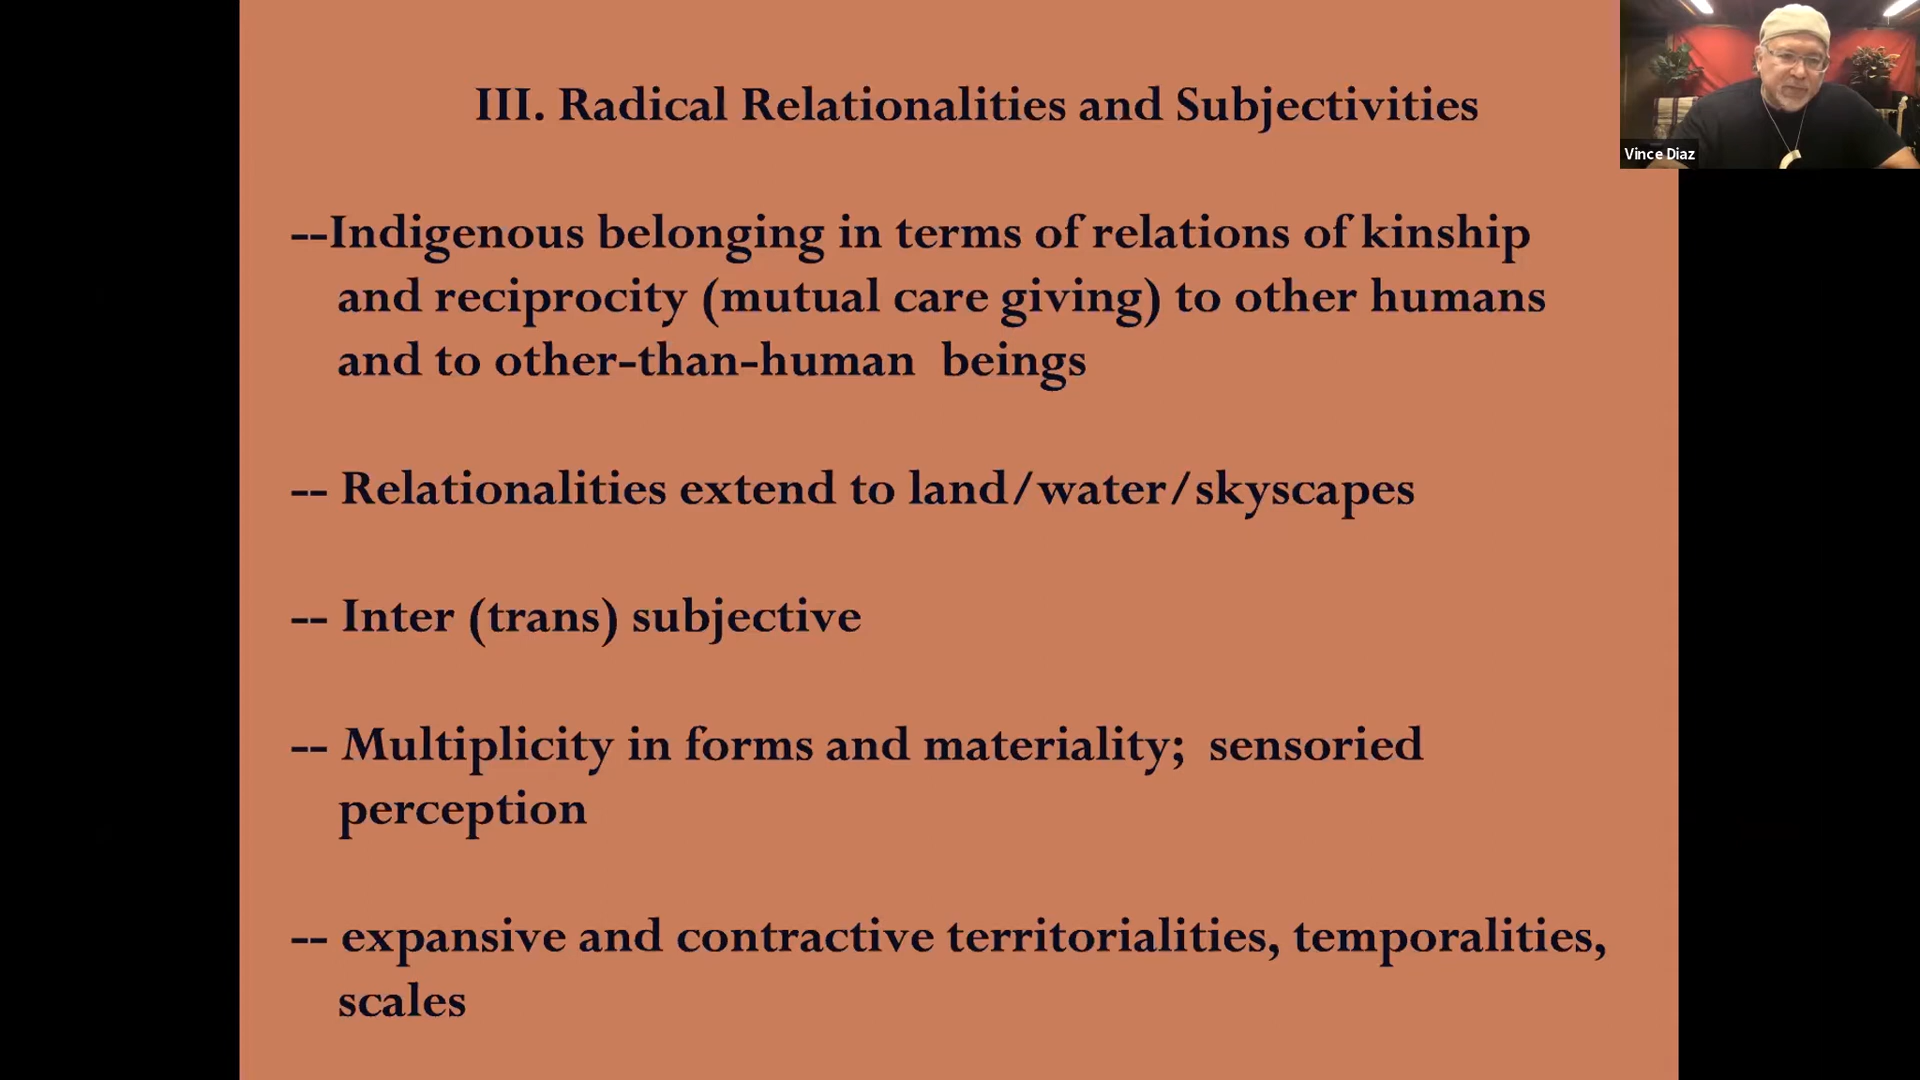 III. Radical Relationalities and Subjectivities
Vince Diaz
--Indigenous belonging in terms of relations of kinship
and reciprocity (mutual care giving) to other humans
and to other-than-human  beings
-- Relationalities extend to land/water/skyscapes
-- Inter (trans) subjective
-- Multiplicity in forms and materiality;  sensoried
perception
-- expansive and contractive territorialities, temporalities,
scales